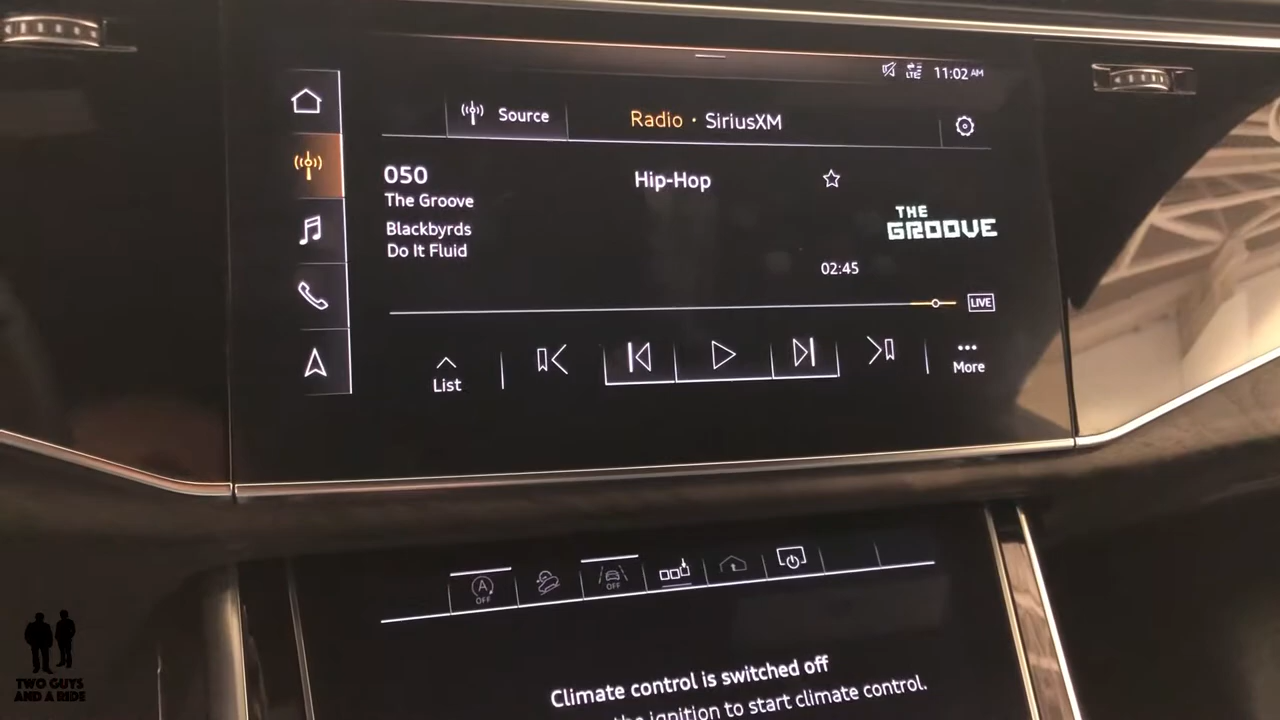 LTE 11:02 AM
Source
Radio • SiriusXM
050
The Groove
Hip-Hop
Blackbyrds
Do It Fluid
THE
GROOVE
02:45
LIVE
List
More
A
OFF
OFF
Climate control is switched off
the ignition to start climate control.
TWO GUYS
AND A RIDE